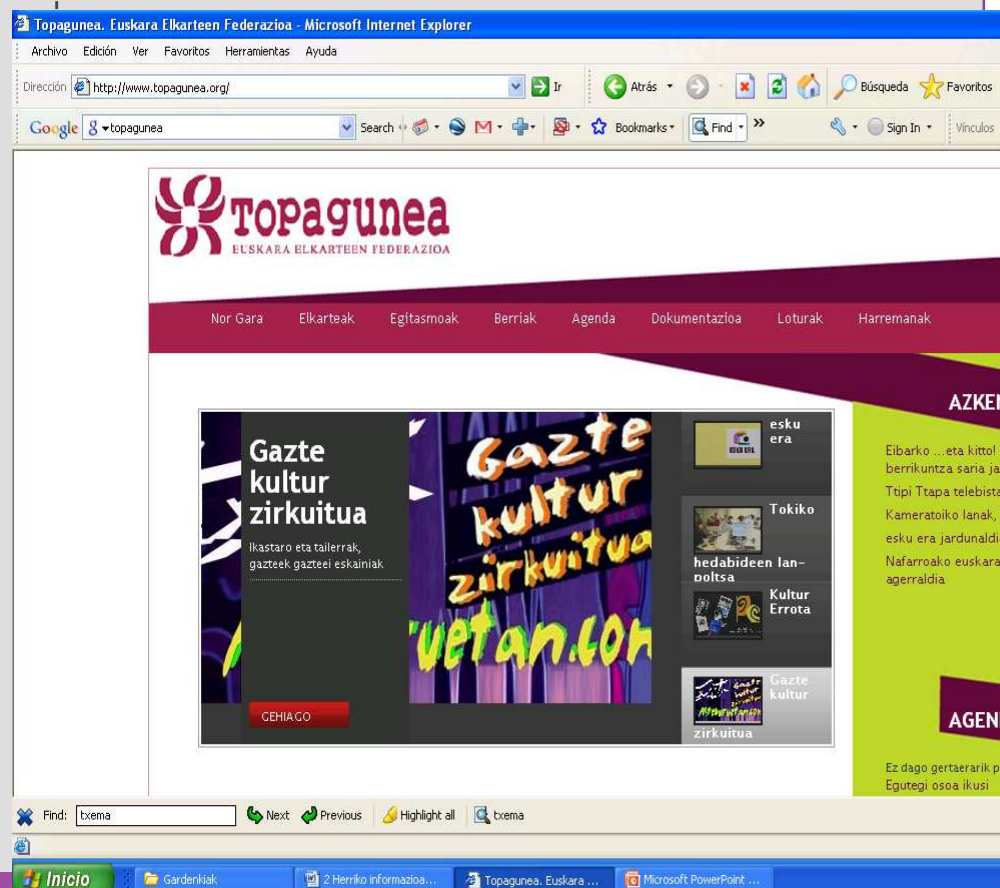 Topagunea. Euskara Elkarteen Federazioa - Microsoft Internet Explorer
Archivo Edición Ver Favoritos Herramientas Ayuda
Dirección http://www.topagunea.org/ Ir Atrás Búsqueda Favoritos
Google topagunea Search Bookmarks Find Sign In Vínculos
TOPagunea
EUSKARA ELKARTEEN FEDERAZIOA
Nor Gara Elkarteak Egitasmoak Berriak Agenda Dokumentazioa Loturak Harremanak
Gazte
kultur
zirkuitua
Ikastaro eta tailerrak,
gazteek gazteei eskainiak
GEHIAGO
Gazte
kultur
zirkuitua
esku
era
Tokiko
hedabideen lan-
poltsa
Kultur
Errota
Gazte
kultur
zirkuitua
AZKEN
Eibarko ...eta kitto!
berrikuntza saria ja
Ttipi Ttapa telebista
Kameratoiko lanak,
esku era jardunaldi
Nafarroako euskara
agerraldia
AGEN
Ez dago gertaerarik p
Egutegi osoa ikusi
Find: txema Next Previous Highlight all txema
Inicio Gardenkiak 2 Herriko informazioa... Topagunea. Euskara ... Microsoft PowerPoint ...